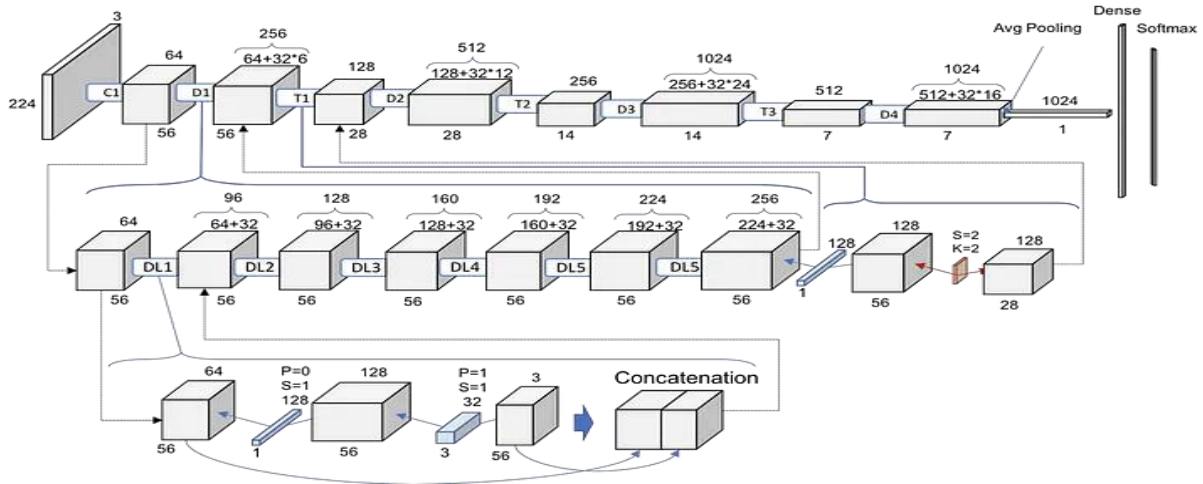 3
224
C1
64
56
D1
256
64+32*6
56
T1
128
28
D2
512
128+32*12
28
T2
256
14
D3
1024
256+32*24
14
T3
512
7
D4
1024
512+32*16
7
Avg Pooling
1024
1
Dense
Softmax
64
56
DL1
96
64+32
56
DL2
128
96+32
56
DL3
160
128+32
56
DL4
192
160+32
56
DL5
224
192+32
56
DL5
256
224+32
56
128
1
128
56
S=2
K=2
128
28
64
56
P=0
S=1
128
1
128
56
P=1
S=1
32
3
3
56
Concatenation